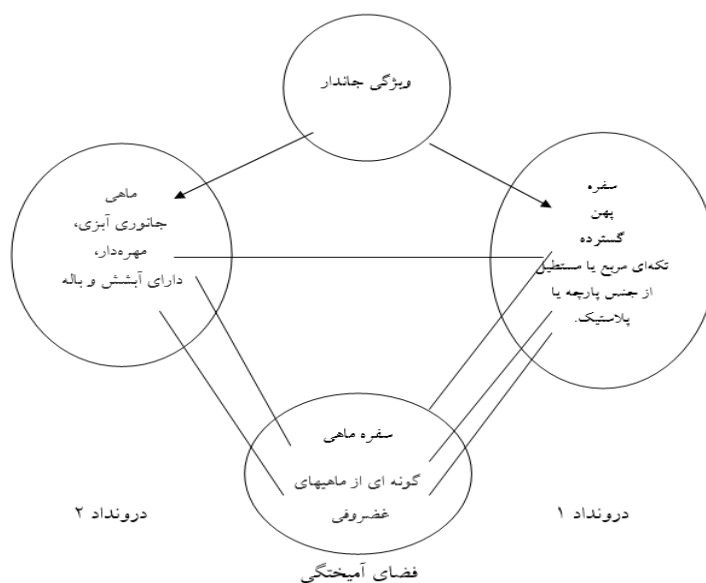 ویژگی جاندار
سفره
پهن
گسترده
تکه‌ای مربع یا مستطیل
از جنس پارچه یا
پلاستیک.
ماهی
جانوری آبزی،
مهره‌دار،
دارای آبشش و باله
سفره ماهی
گونه ای از ماهیهای
غضروفی
درونداد ۱
درونداد ۲
فضای آمیختگی